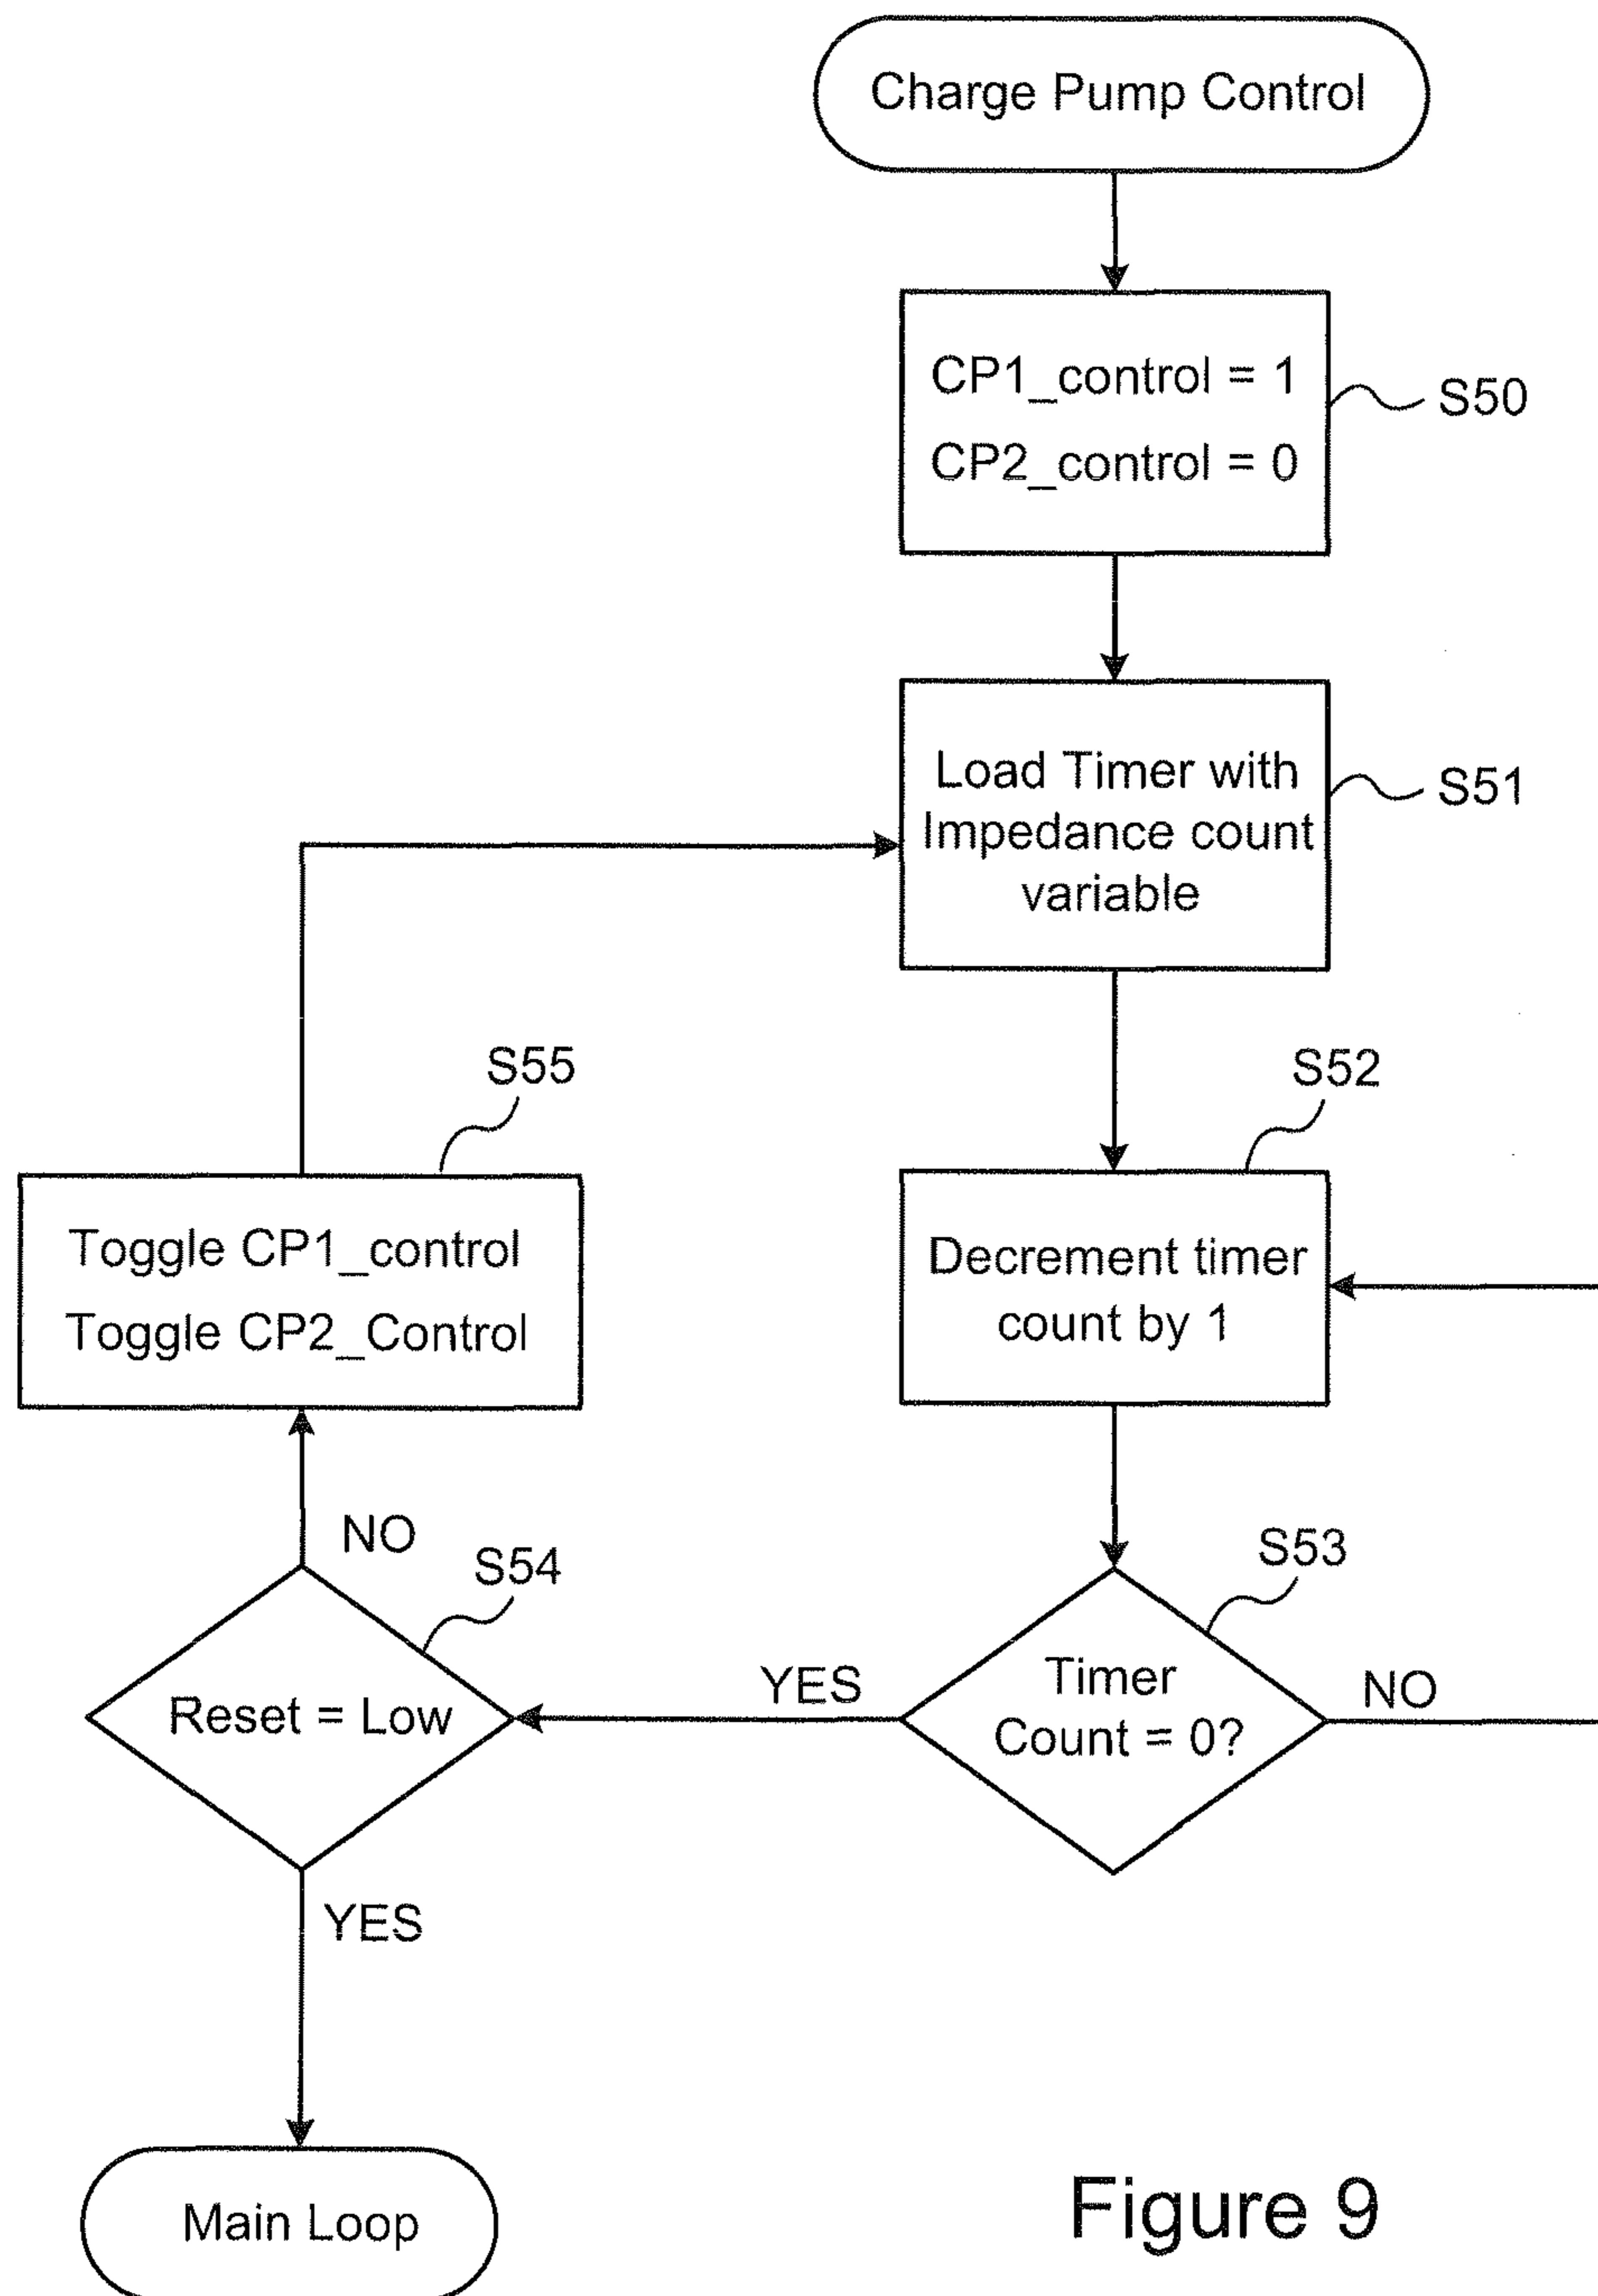 Charge Pump Control
CP1_control = 1
CP2_control = 0
S50
Load Timer with
Impedance count
variable
S51
S55
Toggle CP1_control
Toggle CP2_Control
S52
Decrement timer
count by 1
NO
S54
Reset = Low
YES
S53
Timer
Count = 0?
NO
YES
Main Loop
Figure 9